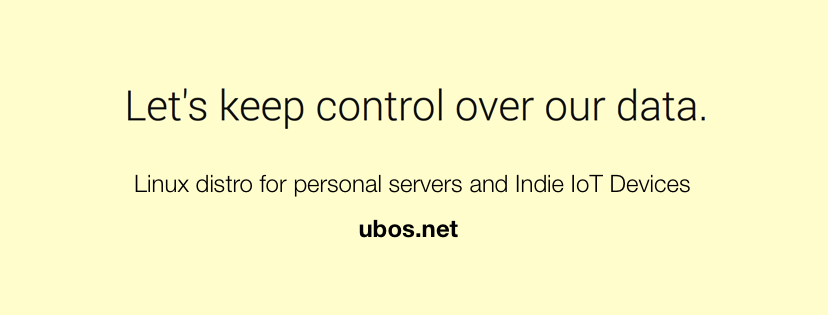 Let's keep control over our data.
Linux distro for personal servers and Indie IoT Devices
ubos.net